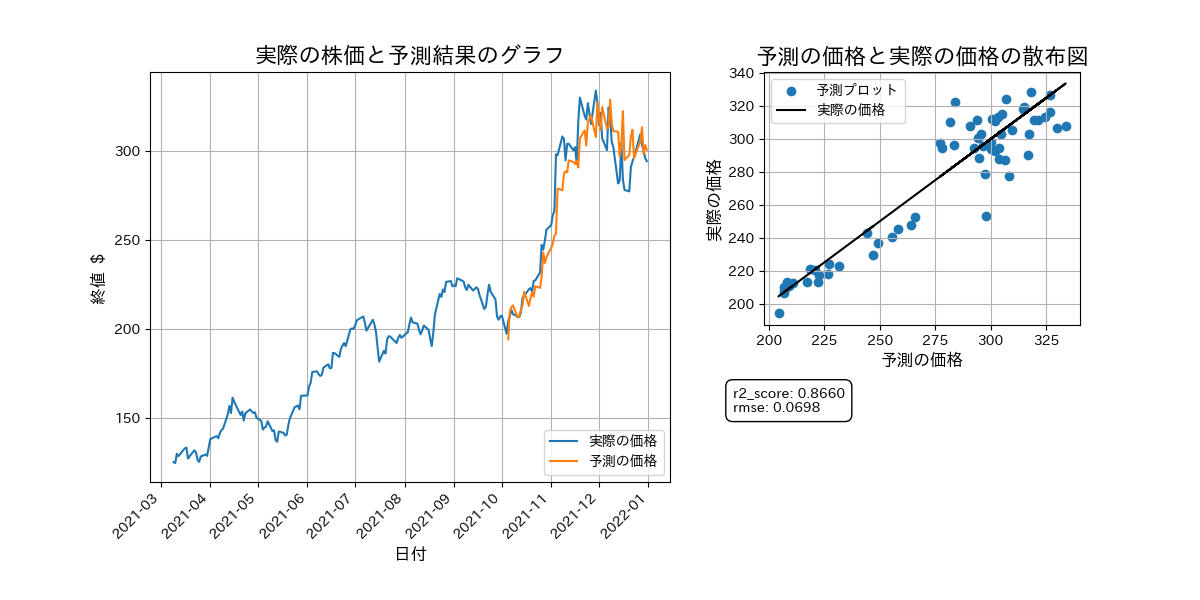 実際の株価と予測結果のグラフ
終値 $
300
250
200
150
実際の価格
予測の価格
2021-03
2021-04
2021-05
2021-06
2021-07
2021-08
2021-09
2021-10
2021-11
2021-12
2022-01
日付
予測の価格と実際の価格の散布図
実際の価格
340
320
300
280
260
240
220
200
予測プロット
実際の価格
200
225
250
275
300
325
予測の価格
r2_score: 0.8660
rmse: 0.0698